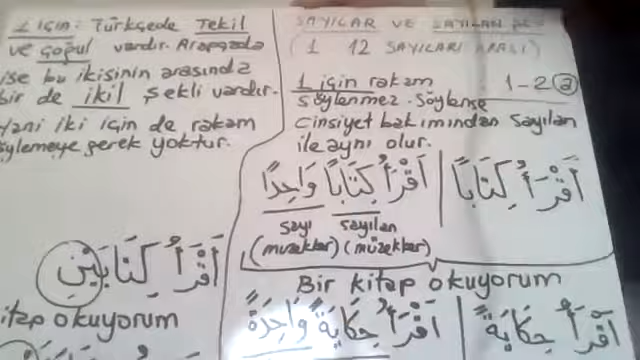 2 için: Türkçede Tekil
ve çoğul vardır. Arapçada
ise bu ikisinin arasında
bir de ikil şekli vardır.
Yani iki için de rakam
söylemeye gerek yoktur.
أَقْرَأُ كِتَابَيْنِ
kitap okuyorum
SAYILAR VE SAYILAN
( 1 12 SAYILARI ARASI)
1 için rakam 1-2 a
söylenmez. Söylense
cinsiyet bakımından sayılan
ile aynı olur.
أَقْرَأُ كِتَابًا | أَقْرَأُ كِتَابًا وَاحِدًا
sayı sayılan
(muzekker) (müzekker)
Bir kitap okuyorum
أَقْرَأُ حِكَايَةً | أَقْرَأُ حِكَايَةً وَاحِدَةً